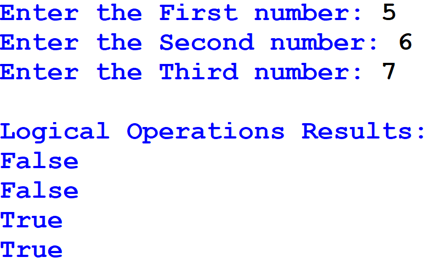 Enter the First number: 5
Enter the Second number: 6
Enter the Third number: 7
Logical Operations Results:
False
False
True
True